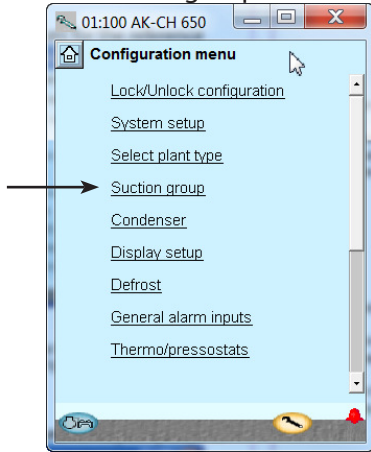 01:100 AK-CH 650
X
Configuration menu
Lock/Unlock configuration
System setup
Select plant type
Suction group
Condenser
Display setup
Defrost
General alarm inputs
Thermo/pressostats